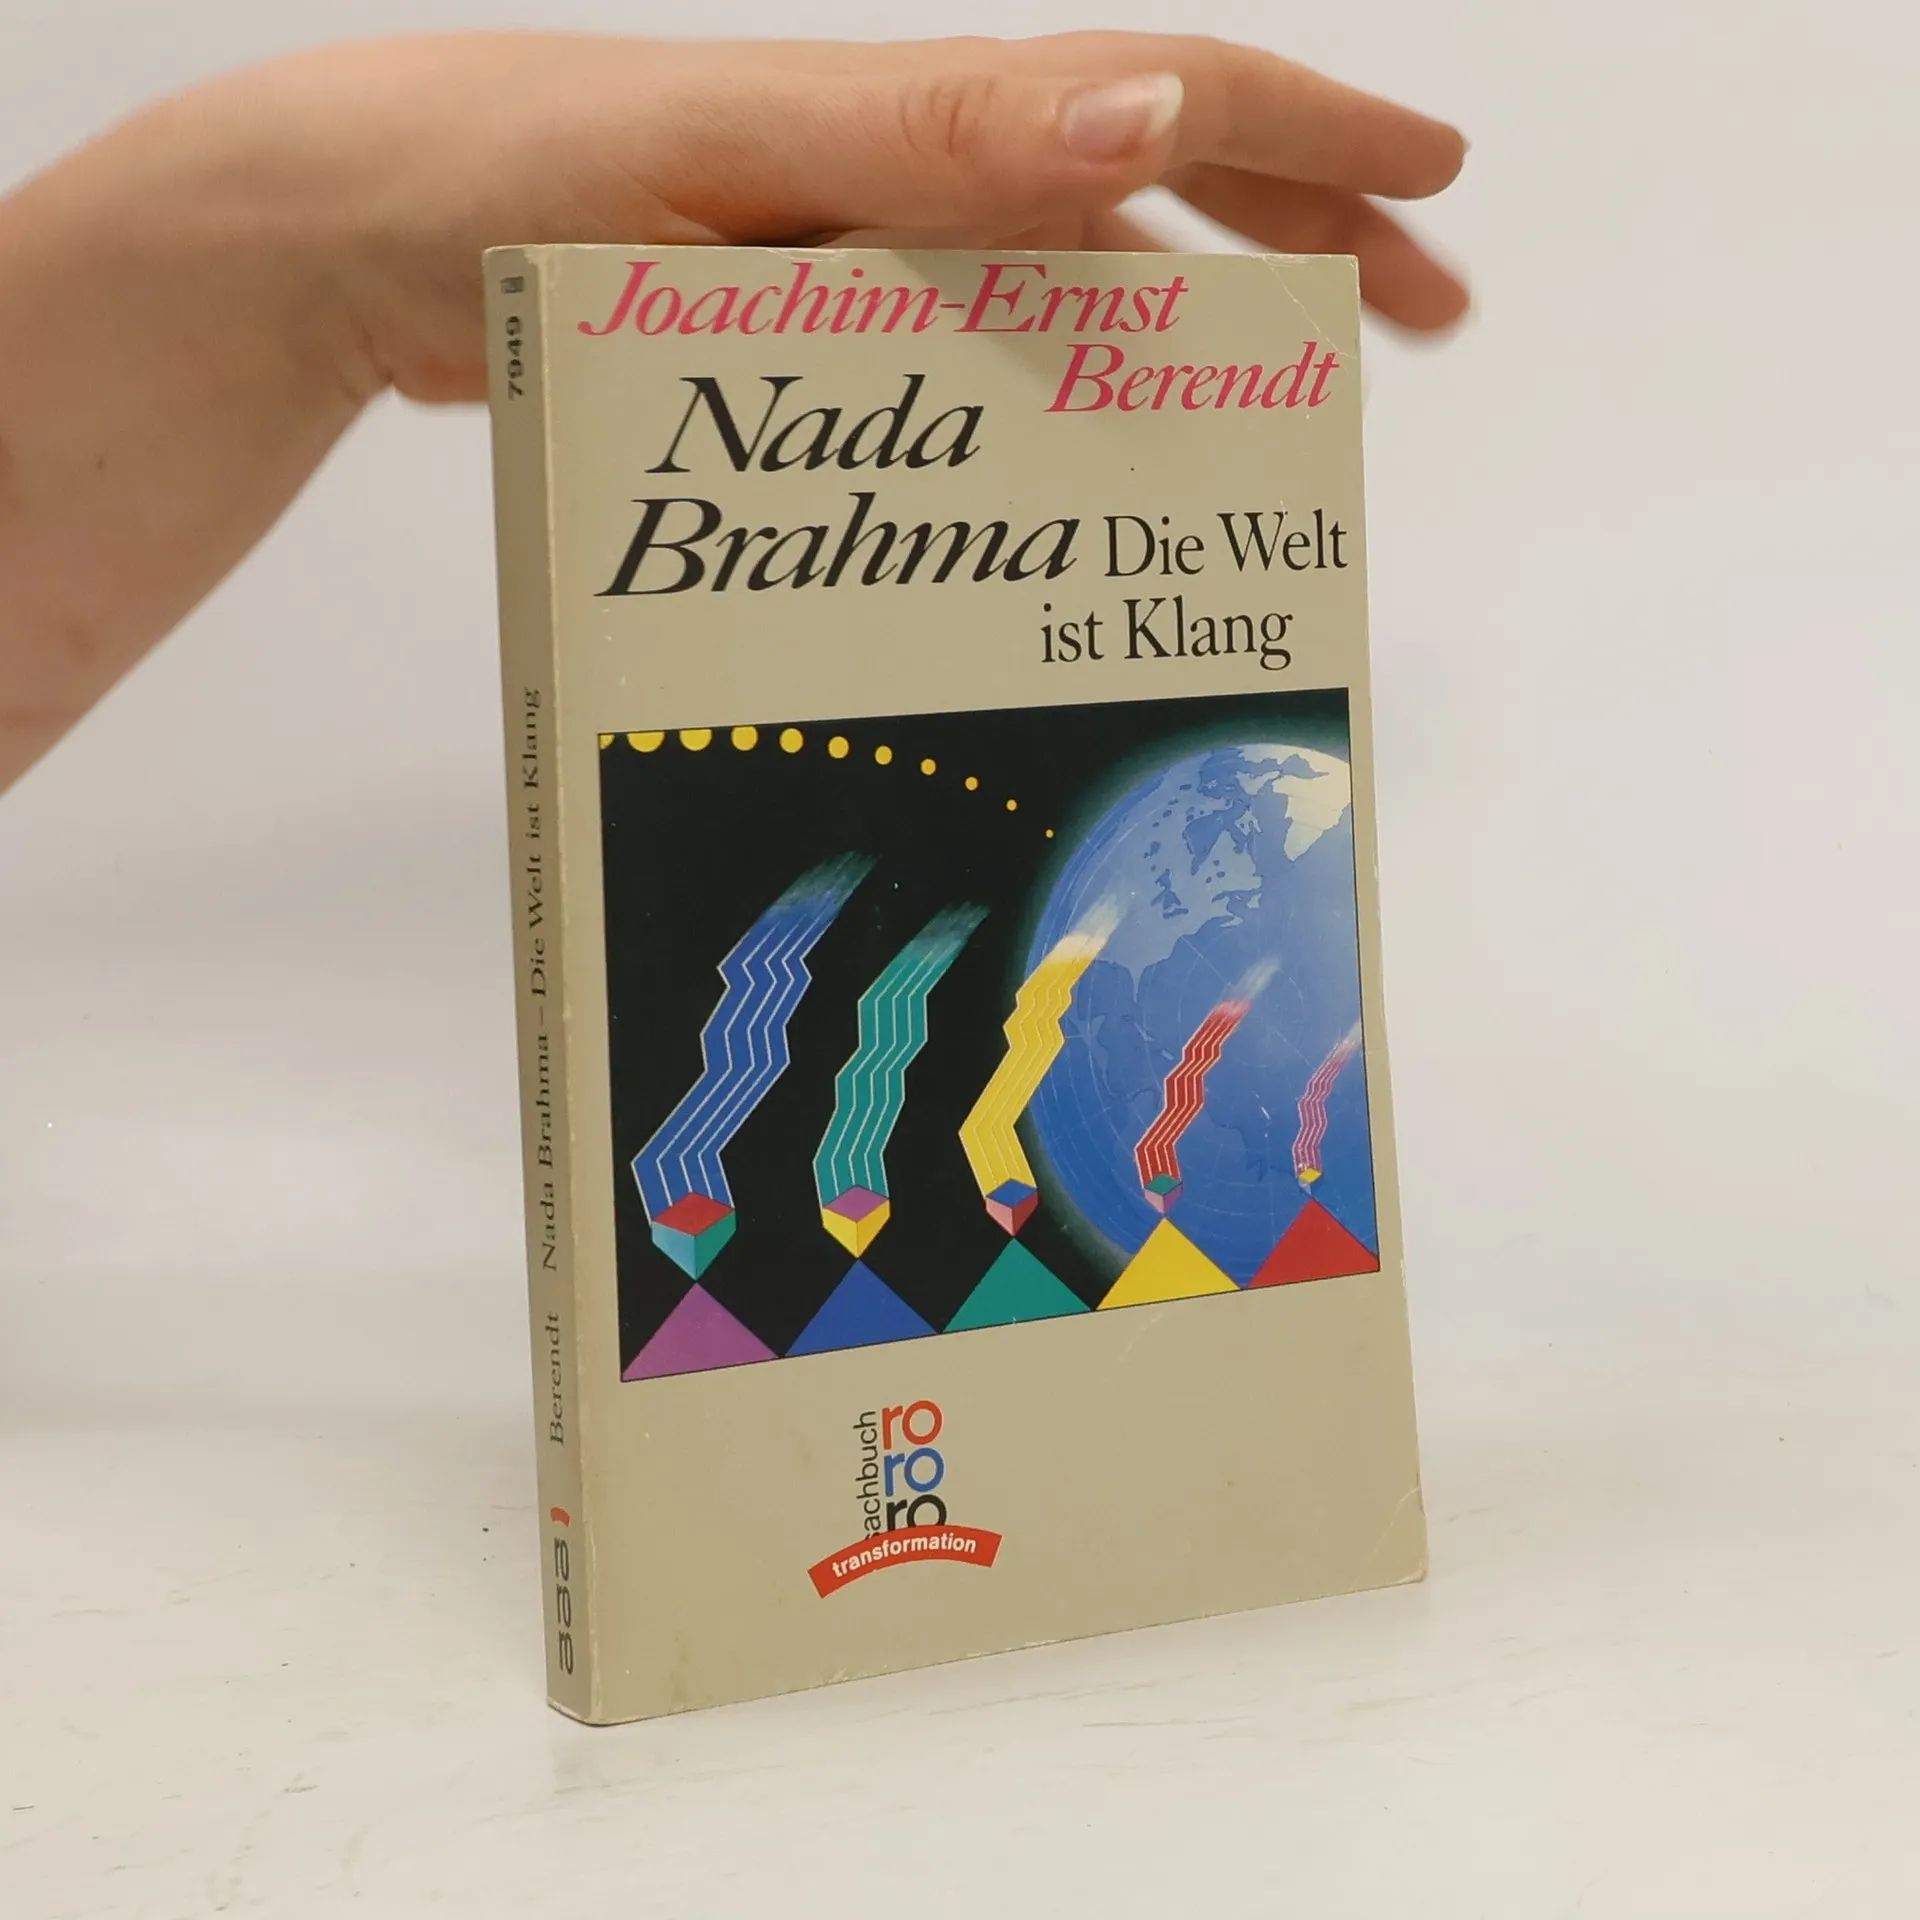 Joachim-Ernst
Berendt
Nada
Brahma Die Welt
ist Klang
sachbuch
ro
ro
ro
transformation
7949
Berendt Nada Brahma – Die Welt ist Klang